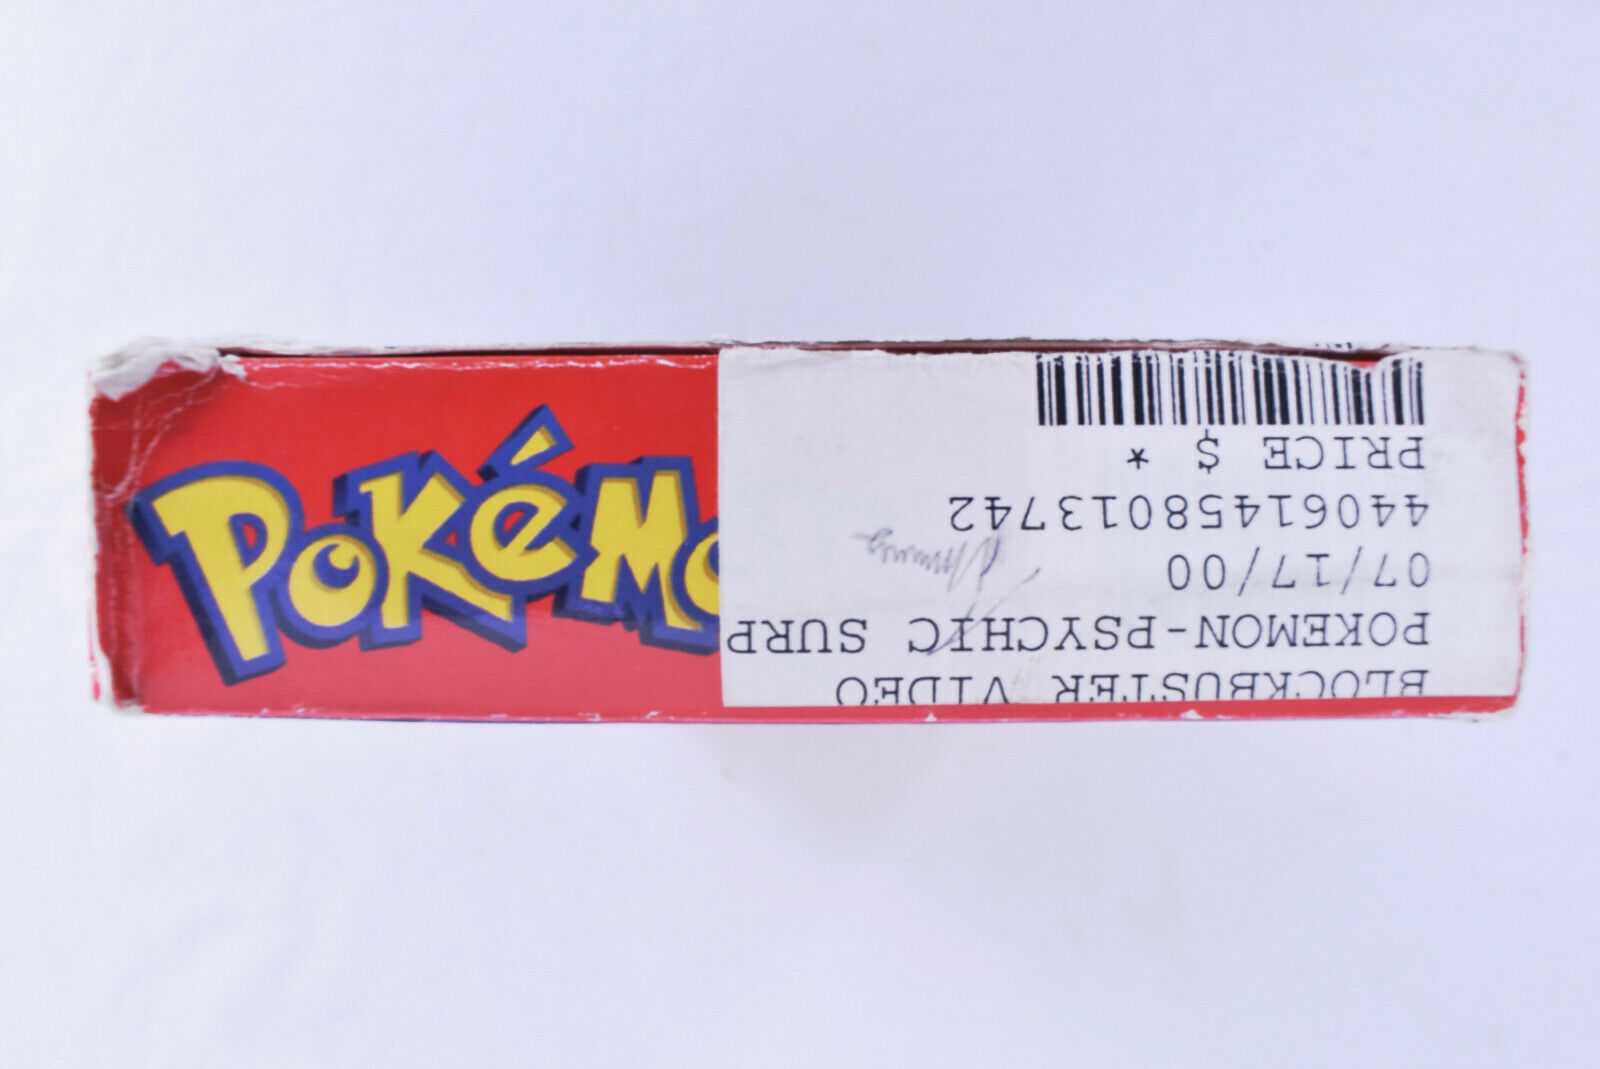 POKéMO
BLOCKBUSTER VIDEO
POKEMON-PSYCHIC SURP
07/17/00
44061458013742
PRICE $ *